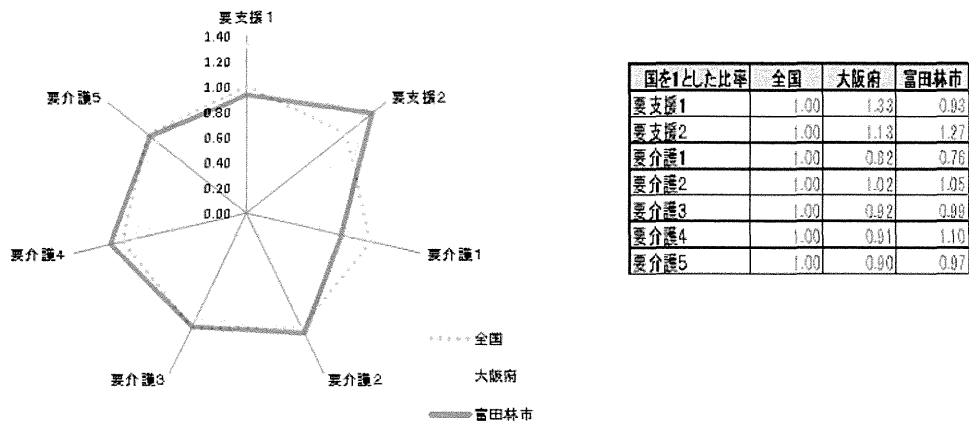 要支援1
1.40
1.20
1.00
0.80
0.60
0.40
0.20
0.00
要支援2
要介護1
要介護2
要介護3
要介護4
要介護5
全国
大阪府
富田林市
国を1とした比率 全国 大阪府 富田林市
要支援1 1.00 1.33 0.93
要支援2 1.00 1.13 1.27
要介護1 1.00 0.82 0.76
要介護2 1.00 1.02 1.05
要介護3 1.00 0.92 0.99
要介護4 1.00 0.91 1.10
要介護5 1.00 0.90 0.97